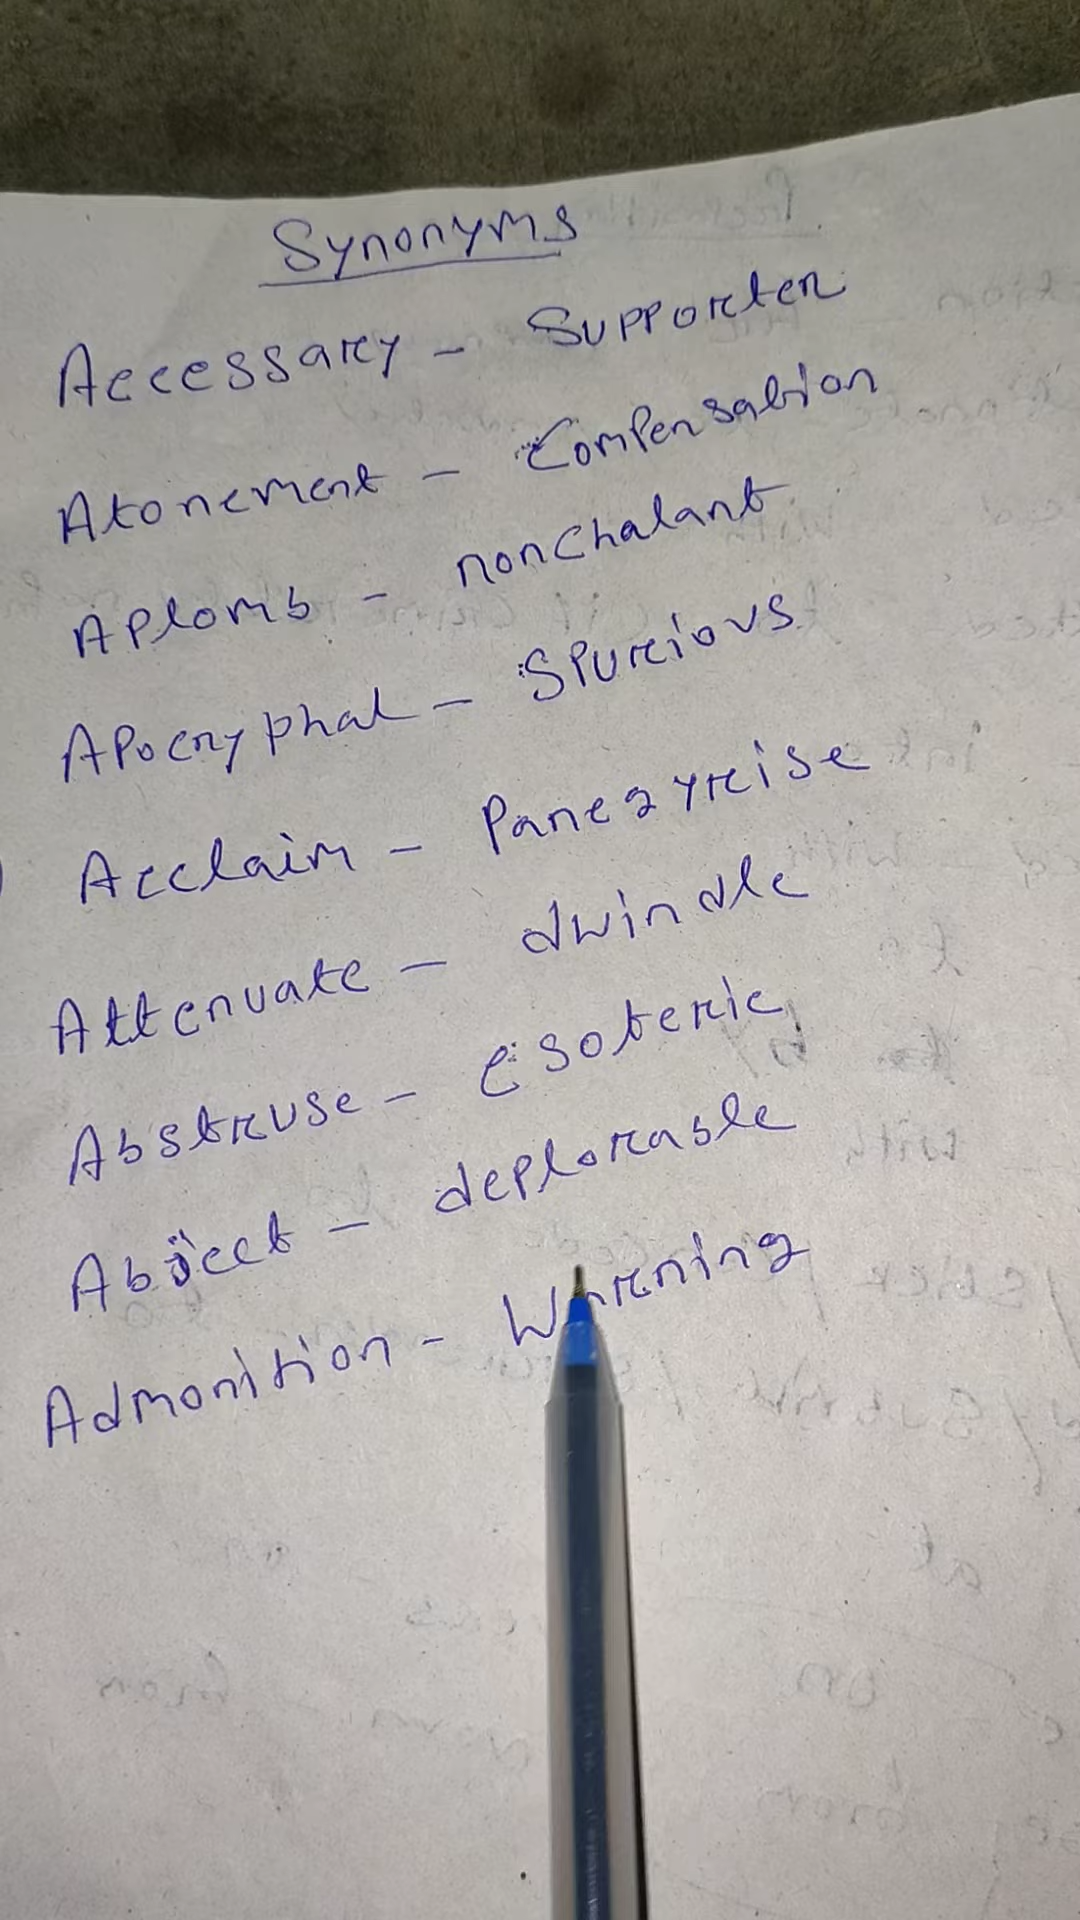 Synonyms
Accessary - Supporter
Atonement - Compensation
Aplomb - nonchalant
Apocryphal - Spurious
Acclaim - Panegyrise
Attenuate - dwindle
Abstruse - esoteric
Abject - deplorable
Admonition - Warning